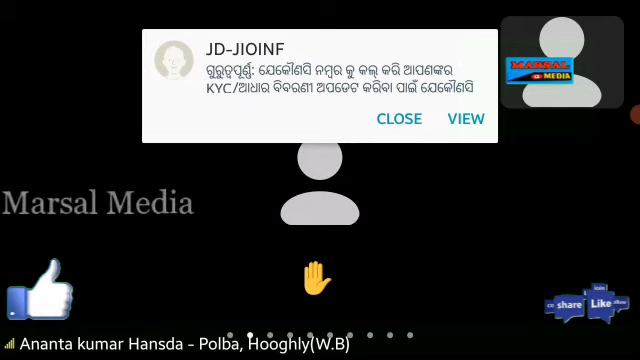 JD-JIOINF
ଗୁରୁତ୍ୱପୂର୍ଣ୍ଣ: ଯେକୌଣସି ନମ୍ବର କୁ କଲ୍ କରି ଆପଣଙ୍କର
KYC/ଆଧାର ବିବରଣୀ ଅପଡେଟ କରିବା ପାଇଁ ଯେକୌଣସି
CLOSE VIEW
MARSAL
MEDIA
Marsal Media
share Like
Ananta kumar Hansda - Polba, Hooghly(W.B)